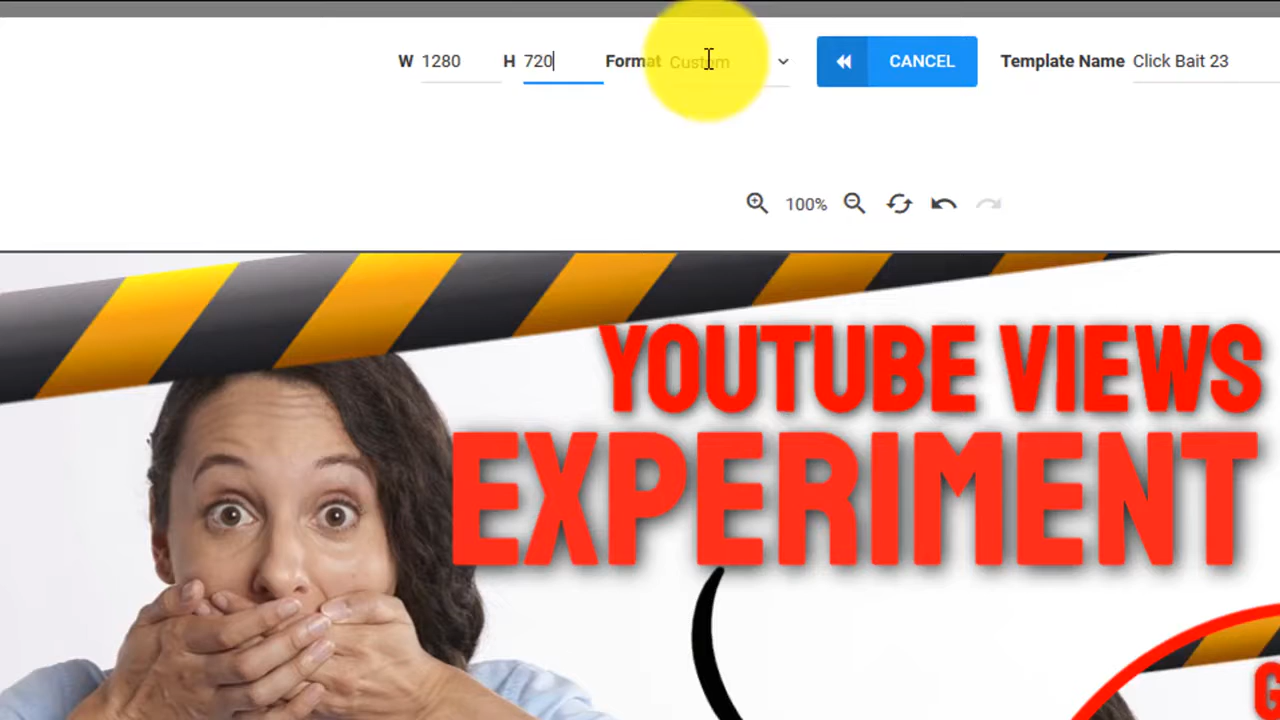 W 1280 H 720 Format Custom CANCEL Template Name Click Bait 23
100%
YOUTUBE VIEWS
EXPERIMENT
G